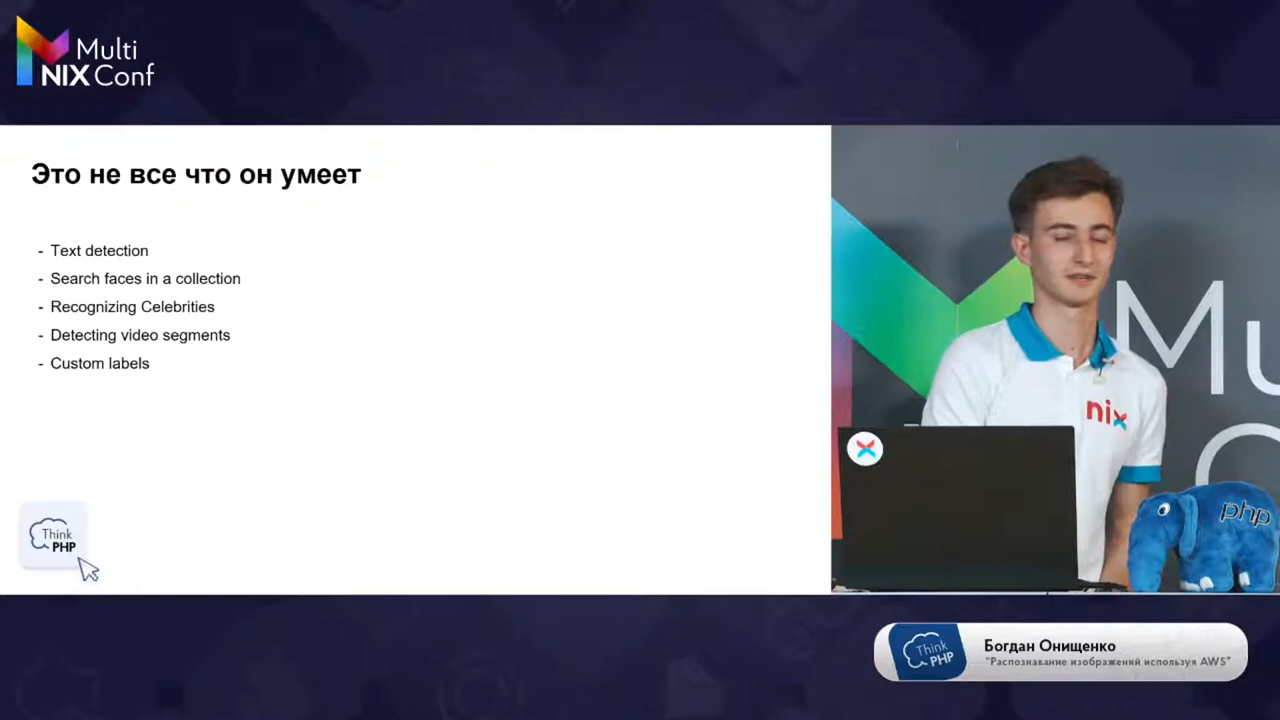 Multi
NIX Conf
Это не все что он умеет
- Text detection
- Search faces in a collection
- Recognizing Celebrities
- Detecting video segments
- Custom labels
Think
PHP
Mu
nix
php
Think
PHP
Богдан Онищенко
"Распознавание изображений используя AWS"